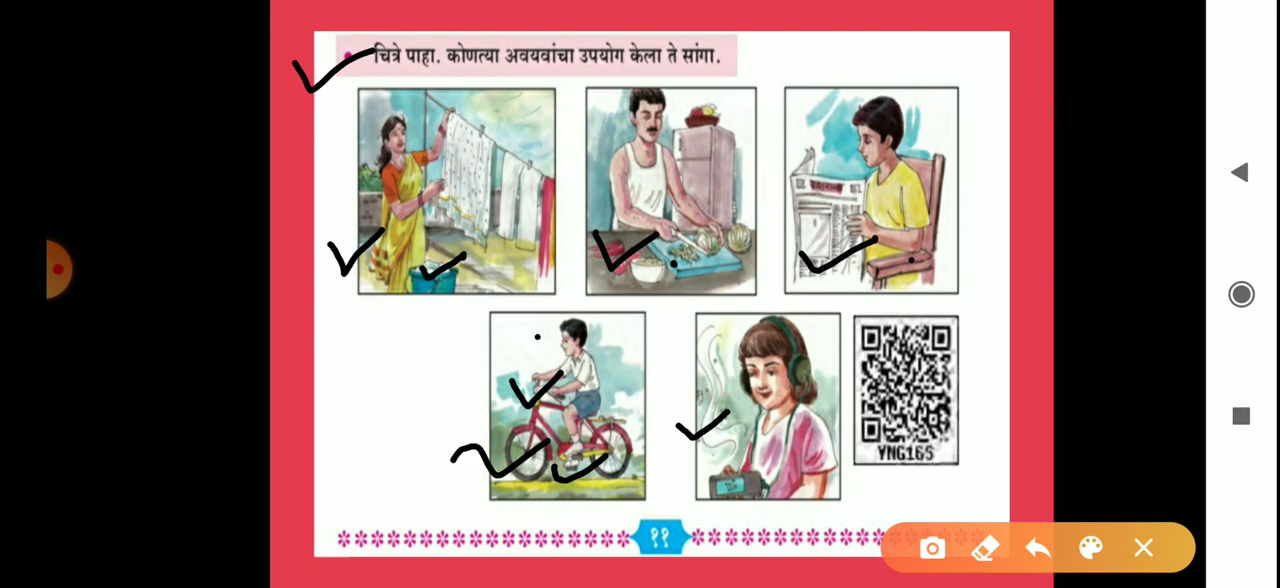 चित्रे पाहा. कोणत्या अवयवांचा उपयोग केला ते सांगा.
YNG165
११